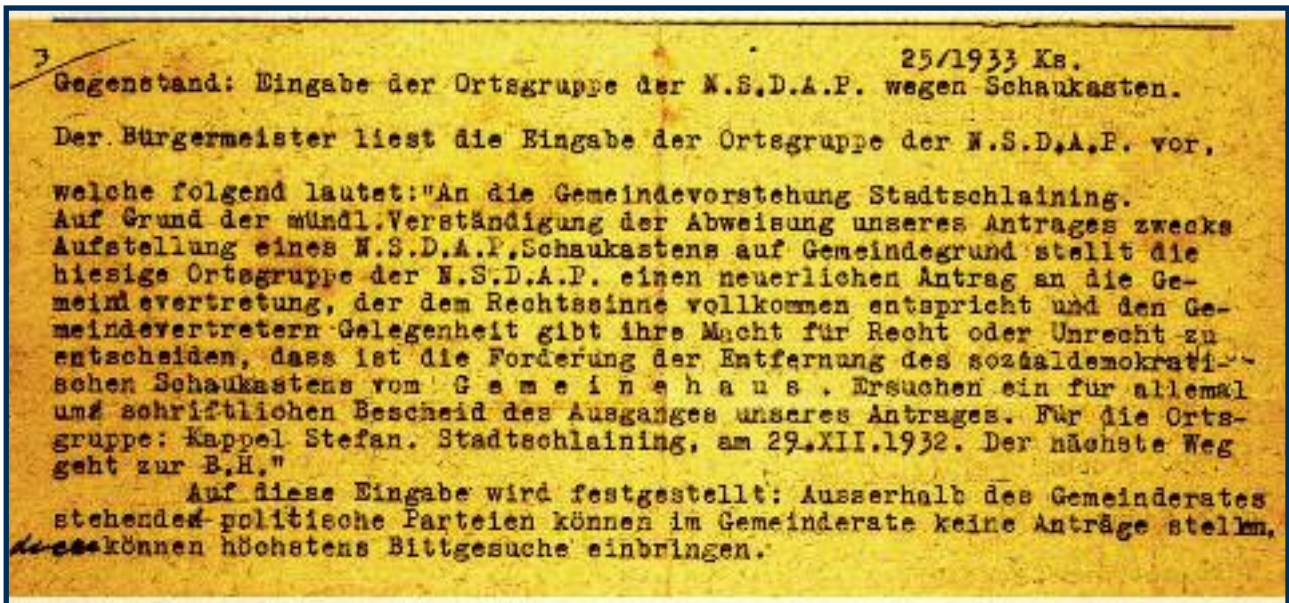 3
25/1933 Ks.
Gegenstand: Eingabe der Ortsgruppe der N.S.D.A.P. wegen Schaukasten.
Der Bürgermeister liest die Eingabe der Ortsgruppe der N.S.D.A.P. vor,
welche folgend lautet:"An die Gemeindevorstehung Stadtschlaining.
Auf Grund der mündl.Verständigung der Abweisung unseres Antrages zwecks
Aufstellung eines N.S.D.A.P.Schaukastens auf Gemeindegrund stellt die
hiesige Ortsgruppe der N.S.D.A.P. einen neuerlichen Antrag an die Ge-
meindevertretung, der dem Rechtssinne vollkommen entspricht und den Ge-
meindevertretern Gelegenheit gibt ihre Macht für Recht oder Unrecht zu
entscheiden, dass ist die Forderung der Entfernung des sozialdemokrati-
schen Schaukastens vom G e m e i n e h a u s . Ersuchen ein für allemal
um schriftlichen Bescheid des Ausganges unseres Antrages. Für die Orts-
gruppe: Kappel Stefan. Stadtschlaining, am 29.XII.1932. Der nächste Weg
geht zur B.H."
Auf diese Eingabe wird festgestellt: Ausserhalb des Gemeinderates
stehende politische Parteien können im Gemeinderate keine Anträge stellen,
können höchstens Bittgesuche einbringen.